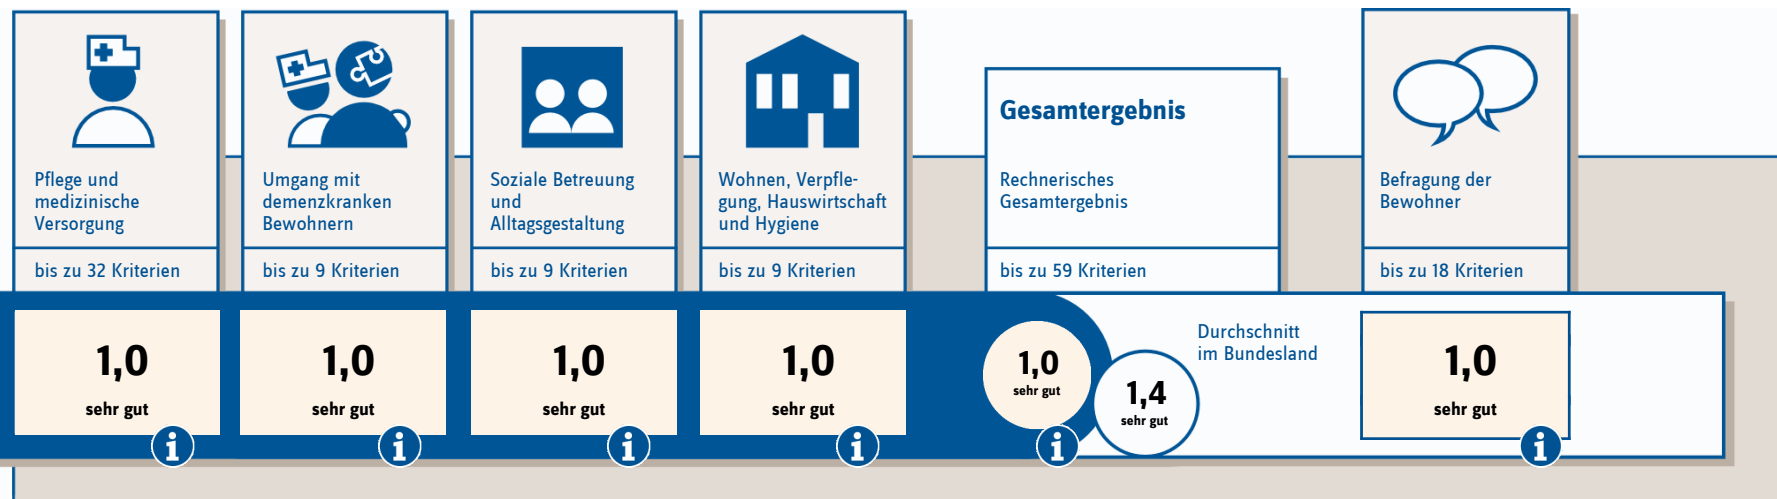 Pflege und
medizinische
Versorgung
bis zu 32 Kriterien
1,0
sehr gut
i
Umgang mit
demenzkranken
Bewohnern
bis zu 9 Kriterien
1,0
sehr gut
i
Soziale Betreuung
und
Alltagsgestaltung
bis zu 9 Kriterien
1,0
sehr gut
i
Wohnen, Verpfle-
gung, Hauswirtschaft
und Hygiene
bis zu 9 Kriterien
1,0
sehr gut
i
Gesamtergebnis
Rechnerisches
Gesamtergebnis
bis zu 59 Kriterien
1,0
sehr gut
i
Durchschnitt
im Bundesland
1,4
sehr gut
Befragung der
Bewohner
bis zu 18 Kriterien
1,0
sehr gut
i